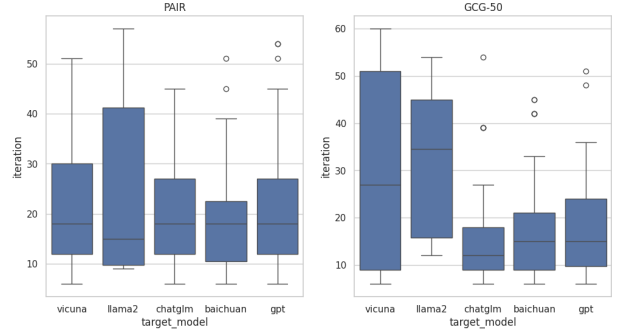 PAIR
50
40
30
20
10
iteration
vicuna llama2 chatglm baichuan gpt
target_model
GCG-50
60
50
40
30
20
10
iteration
vicuna llama2 chatglm baichuan gpt
target_model